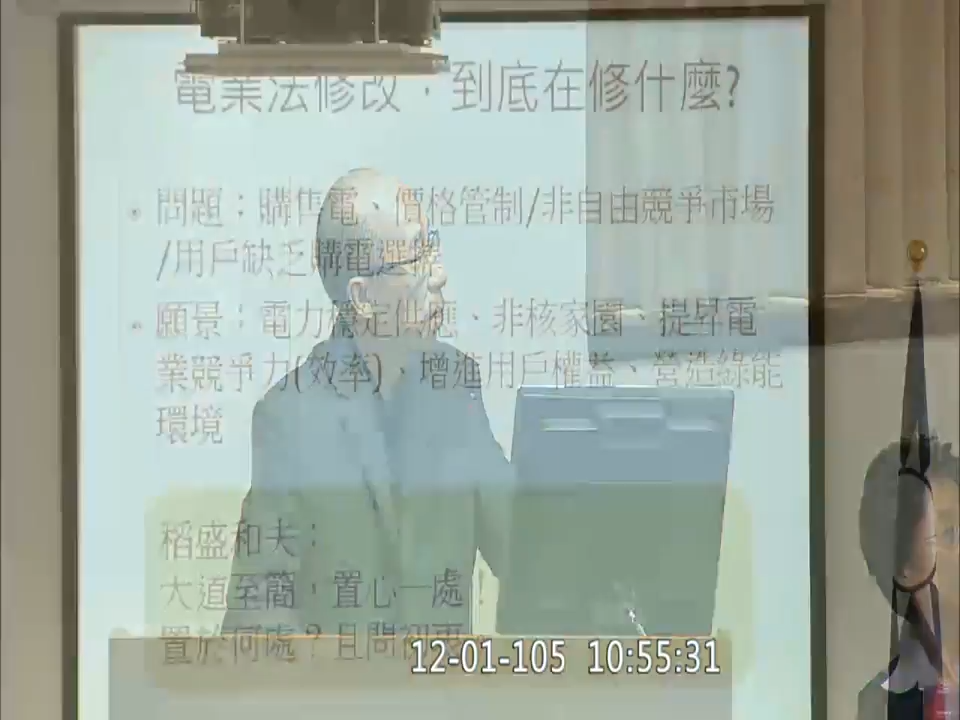 電業法修改，到底在修什麼?
• 問題：購售電、價格管制/非自由競爭市場
/用戶缺乏購電選擇
• 願景：電力穩定供應、非核家園、提昇電
業競爭力(效率)、增進用戶權益、營造綠能
環境
稻盛和夫：
大道至簡，置心一處！
置於何處？且問初衷。
12-01-105 10:55:31